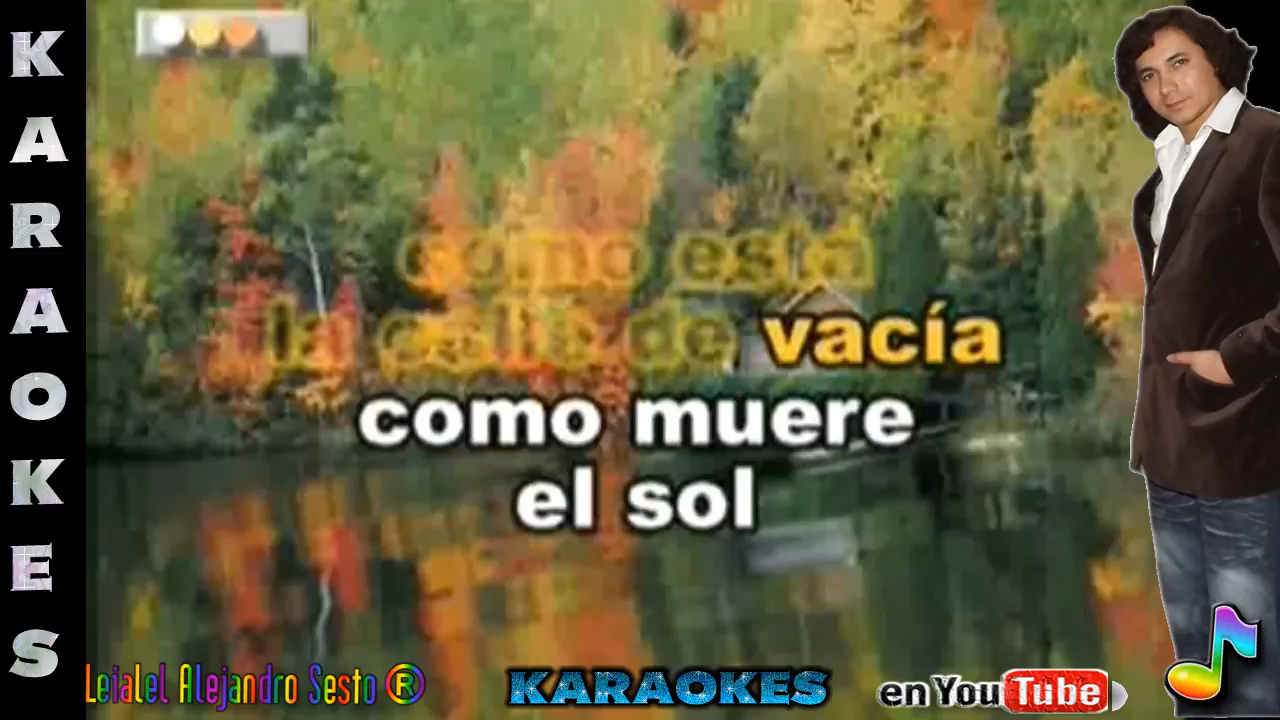 KARAOKES
como está
la calle de vacía
como muere
el sol
Leialel Alejandro Sesto ®
KARAOKES
en YouTube